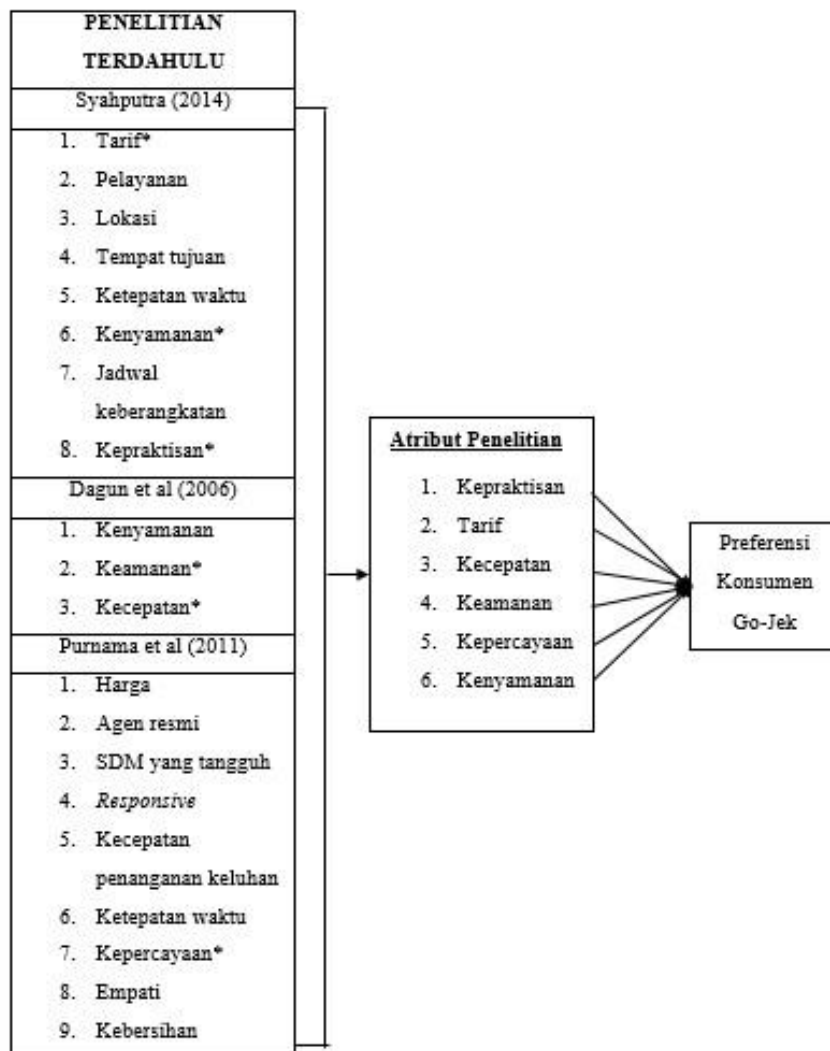 PENELITIAN
TERDAHULU
Syahputra (2014)
1. Tarif*
2. Pelayanan
3. Lokasi
4. Tempat tujuan
5. Ketepatan waktu
6. Kenyamanan*
7. Jadwal
keberangkatan
8. Kepraktisan*
Dagun et al (2006)
1. Kenyamanan
2. Keamanan*
3. Kecepatan*
Purnama et al (2011)
1. Harga
2. Agen resmi
3. SDM yang tangguh
4. Responsive
5. Kecepatan
penanganan keluhan
6. Ketepatan waktu
7. Kepercayaan*
8. Empati
9. Kebersihan
Atribut Penelitian
1. Kepraktisan
2. Tarif
3. Kecepatan
4. Keamanan
5. Kepercayaan
6. Kenyamanan
Preferensi
Konsumen
Go-Jek